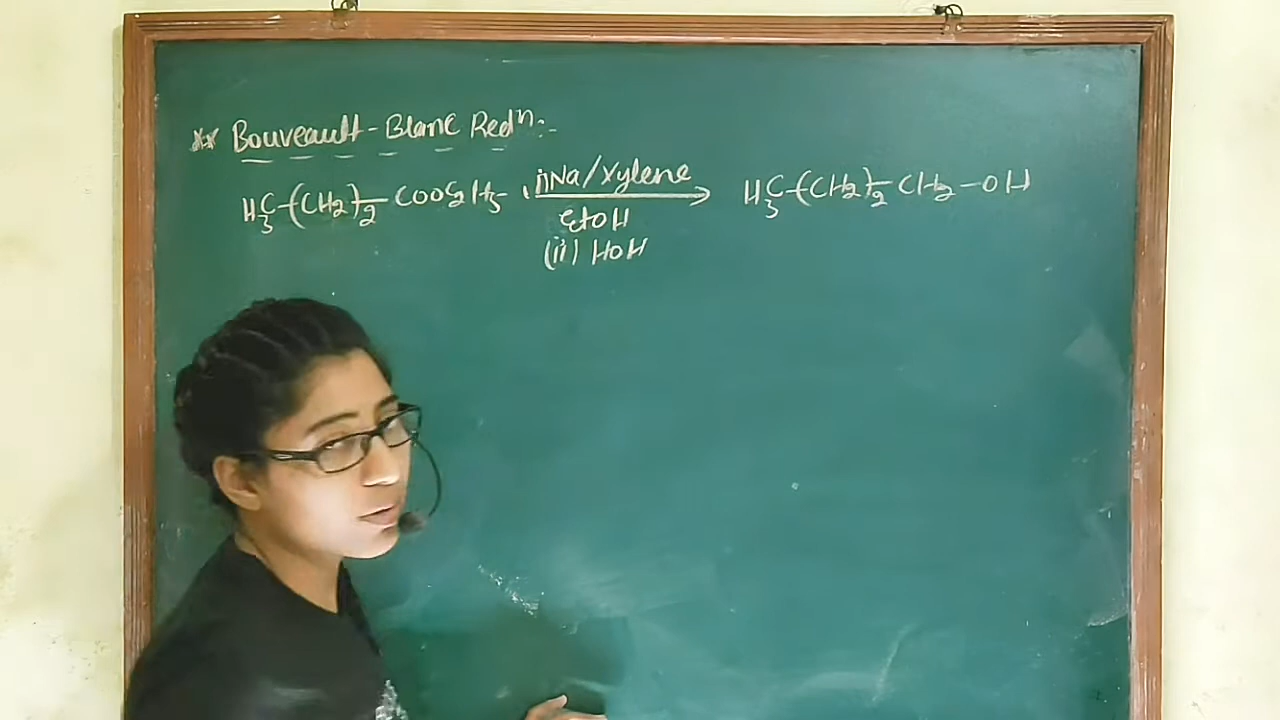 ** Bouveault-Blanc Redⁿ:-
H₃C-(CH₂)₂-COOC₂H₅ (i) Na/Xylene → H₃C-(CH₂)₂-CH₂-OH
EtOH
(ii) HOH